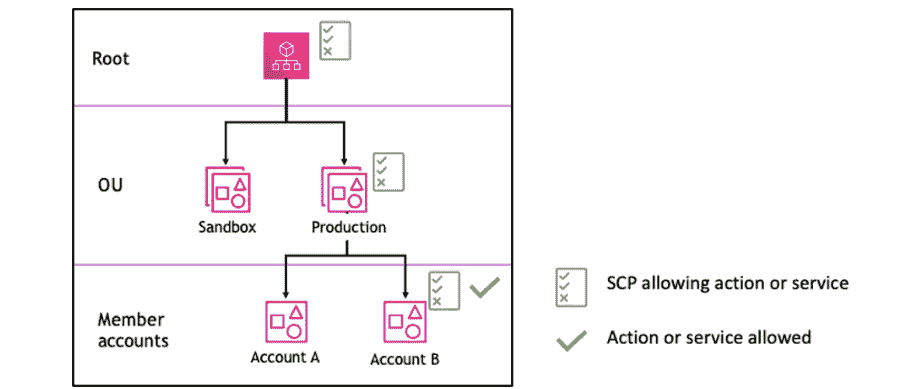 Root
OU
Sandbox
Production
SCP allowing action or service
Member
accounts
Action or service allowed
Account A
Account B